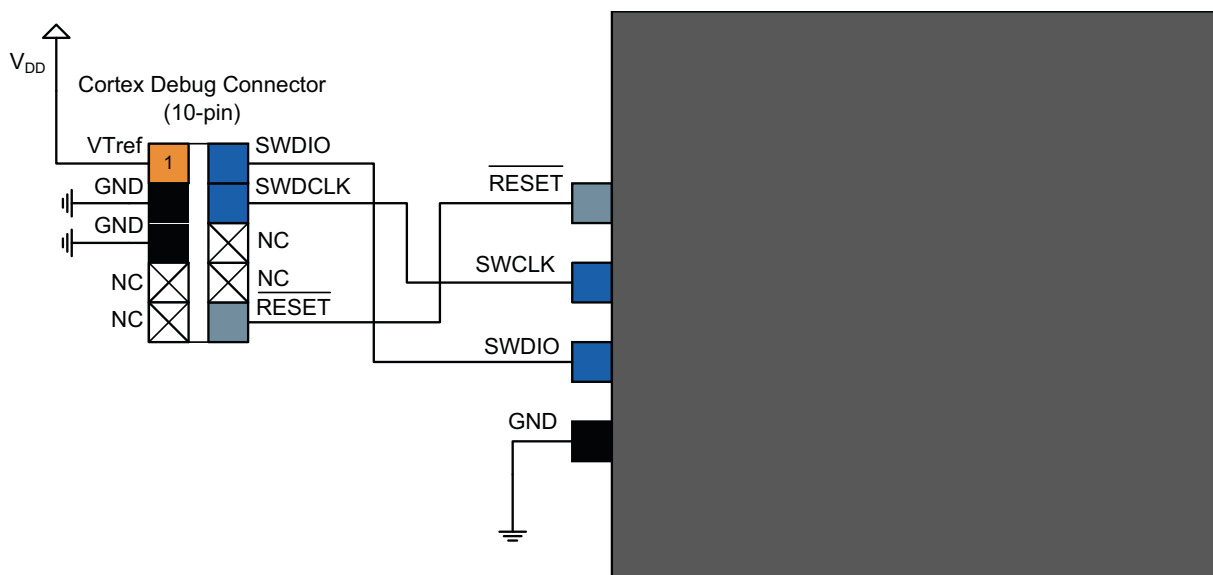 V_DD
Cortex Debug Connector
(10-pin)
VTref
1
SWDIO
GND
SWDCLK
GND
NC
NC
NC
NC
RESET
RESET
SWCLK
SWDIO
GND